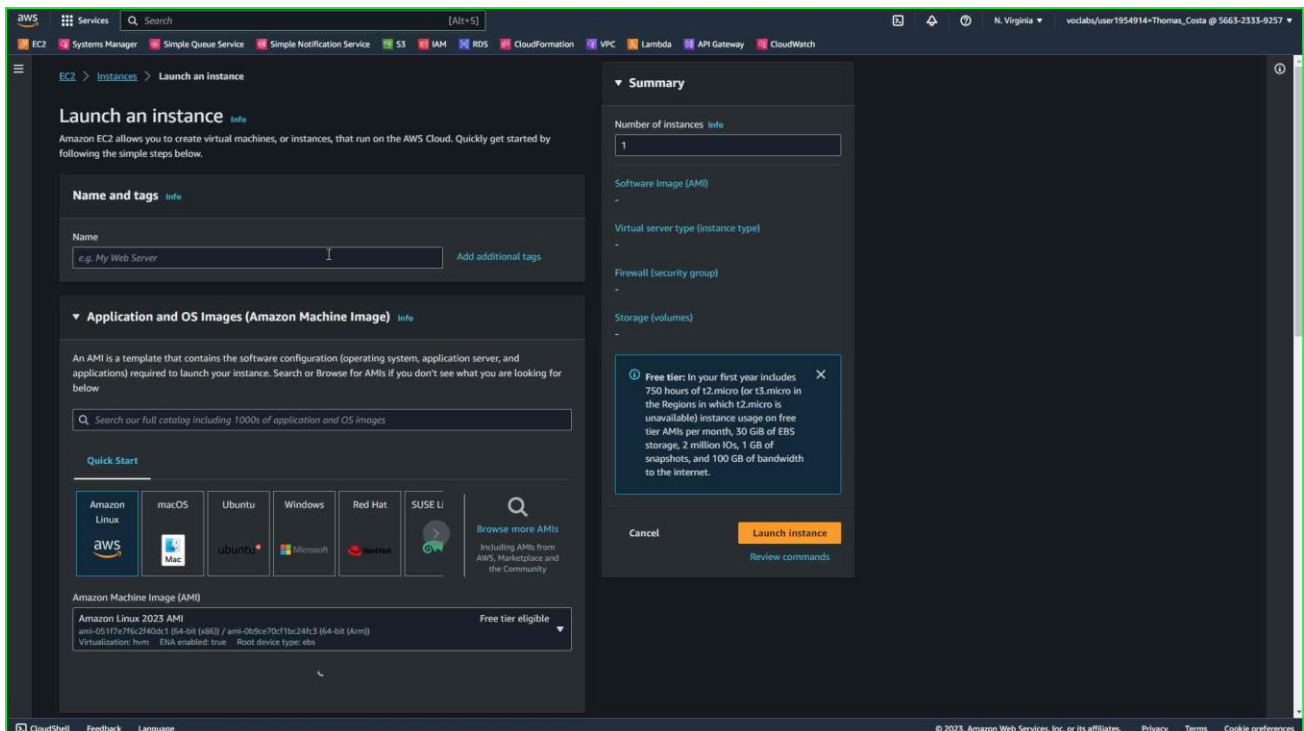 aws
Services
Search
[Alt+S]
N. Virginia
voclabs/user1954914=Thomas_Costa @ 5663-2333-9257
EC2
Systems Manager
Simple Queue Service
Simple Notification Service
S3
IAM
RDS
CloudFormation
VPC
Lambda
API Gateway
CloudWatch
EC2 > Instances > Launch an instance
Launch an instance Info
Amazon EC2 allows you to create virtual machines, or instances, that run on the AWS Cloud. Quickly get started by
following the simple steps below.
Name and tags Info
Name
e.g. My Web Server
Add additional tags
Application and OS Images (Amazon Machine Image) Info
An AMI is a template that contains the software configuration (operating system, application server, and
applications) required to launch your instance. Search or Browse for AMIs if you don't see what you are looking for
below
Search our full catalog including 1000s of application and OS images
Quick Start
Amazon
Linux
aws
macOS
Mac
Ubuntu
ubuntu
Windows
Microsoft
Red Hat
Red Hat
SUSE Li
Browse more AMIs
Including AMIs from
AWS, Marketplace and
the Community
Amazon Machine Image (AMI)
Amazon Linux 2023 AMI
Free tier eligible
ami-051f7e7f6c2f40dc1 (64-bit (x86)) / ami-0b9ce70cf1bc24fc3 (64-bit (Arm))
Virtualization: hvm ENA enabled: true Root device type: ebs
Summary
Number of instances Info
1
Software Image (AMI)
-
Virtual server type (instance type)
-
Firewall (security group)
-
Storage (volumes)
-
Free tier: In your first year includes
750 hours of t2.micro (or t3.micro in
the Regions in which t2.micro is
unavailable) instance usage on free
tier AMIs per month, 30 GiB of EBS
storage, 2 million IOs, 1 GB of
snapshots, and 100 GB of bandwidth
to the internet.
Cancel
Launch instance
Review commands
CloudShell
Feedback
Language
© 2023, Amazon Web Services, Inc. or its affiliates.
Privacy
Terms
Cookie preferences